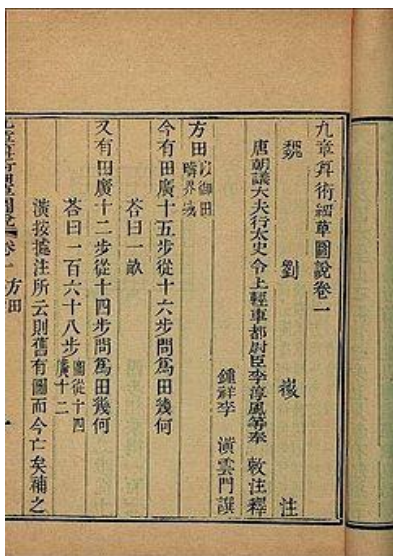 九章算術細草圖說卷一
魏劉徽注
唐朝議大夫行太史令上輕車都尉臣李淳風等奉敕注釋
鍾祥李潢雲門譔
方田以御田疇界域
今有田廣十五步從十六步問爲田幾何
荅曰一畝
又有田廣十二步從十四步問爲田幾何
荅曰一百六十八步圖從十四廣十二
潢按據注所云則舊有圖而今亡矣補之
九章算術細草圖說 卷一 方田 一